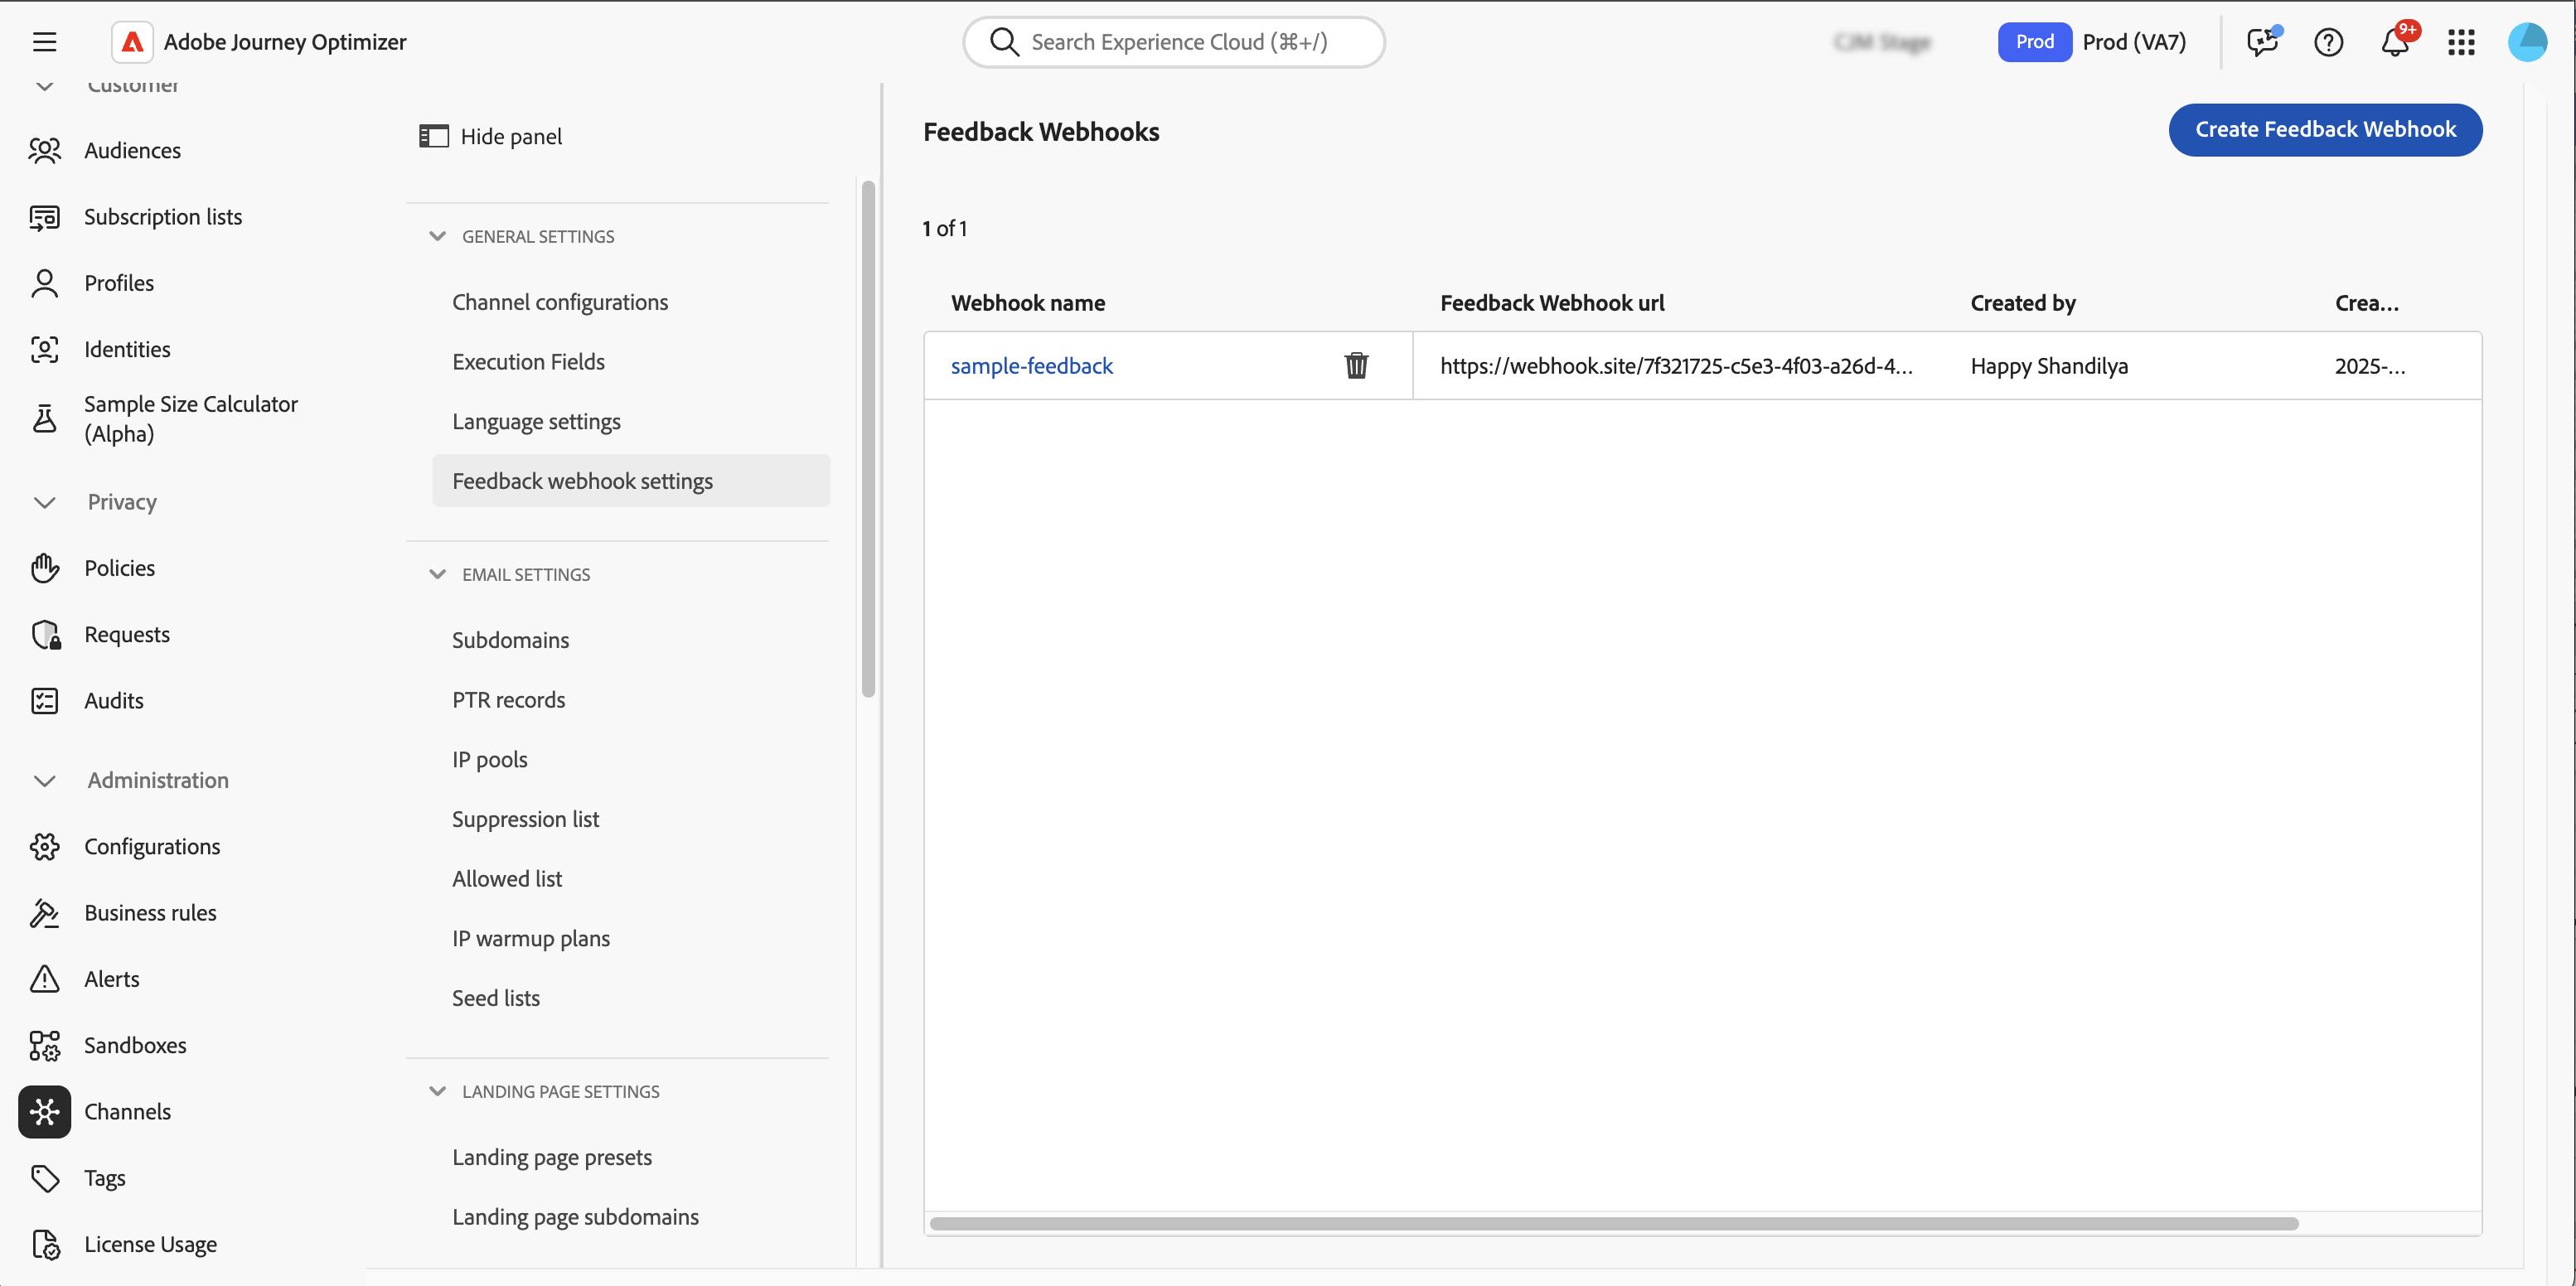 Adobe Journey Optimizer
Search Experience Cloud (⌘+/)
Prod
Prod (VA7)
9+
Customer
Audiences
Subscription lists
Profiles
Identities
Sample Size Calculator
(Alpha)
Privacy
Policies
Requests
Audits
Administration
Configurations
Business rules
Alerts
Sandboxes
Channels
Tags
License Usage
Hide panel
GENERAL SETTINGS
Channel configurations
Execution Fields
Language settings
Feedback webhook settings
EMAIL SETTINGS
Subdomains
PTR records
IP pools
Suppression list
Allowed list
IP warmup plans
Seed lists
LANDING PAGE SETTINGS
Landing page presets
Landing page subdomains
Feedback Webhooks
Create Feedback Webhook
1 of 1
Webhook name
Feedback Webhook url
Created by
Crea...
sample-feedback
https://webhook.site/7f321725-c5e3-4f03-a26d-4...
Happy Shandilya
2025-...